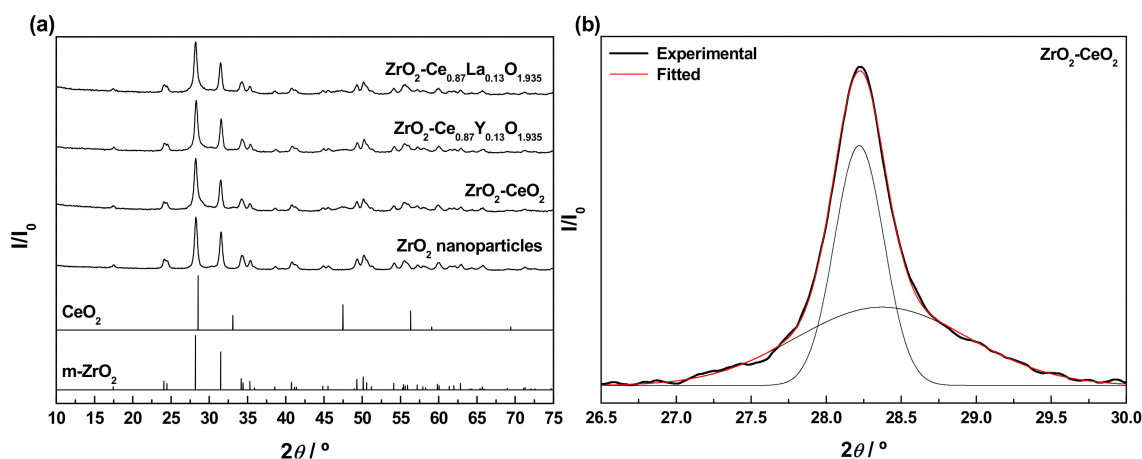 (a)
ZrO₂-Ce₀.₈₇La₀.₁₃O₁.₉₃₅
ZrO₂-Ce₀.₈₇Y₀.₁₃O₁.₉₃₅
ZrO₂-CeO₂
ZrO₂ nanoparticles
CeO₂
m-ZrO₂
I/I₀
10 15 20 25 30 35 40 45 50 55 60 65 70 75
2θ / º
(b)
Experimental
Fitted
ZrO₂-CeO₂
I/I₀
26.5 27.0 27.5 28.0 28.5 29.0 29.5 30.0
2θ / º